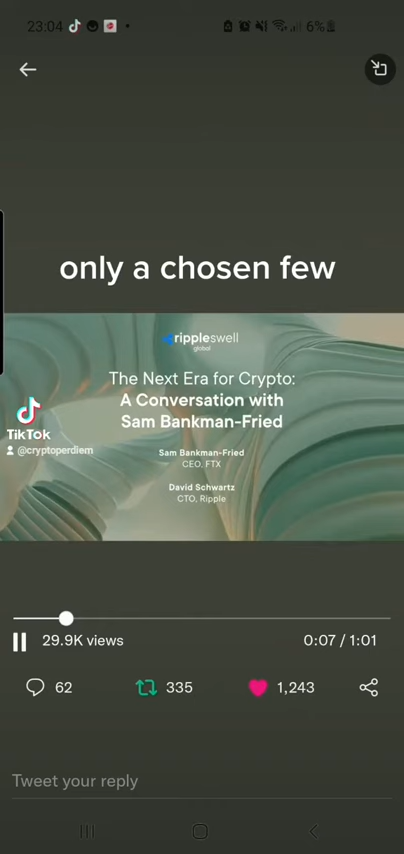 23:04
6%
only a chosen few
rippleswell
global
The Next Era for Crypto:
A Conversation with
Sam Bankman-Fried
Sam Bankman-Fried
CEO, FTX
David Schwartz
CTO, Ripple
TikTok
@cryptoperdiem
29.9K views
0:07 / 1:01
62
335
1,243
Tweet your reply